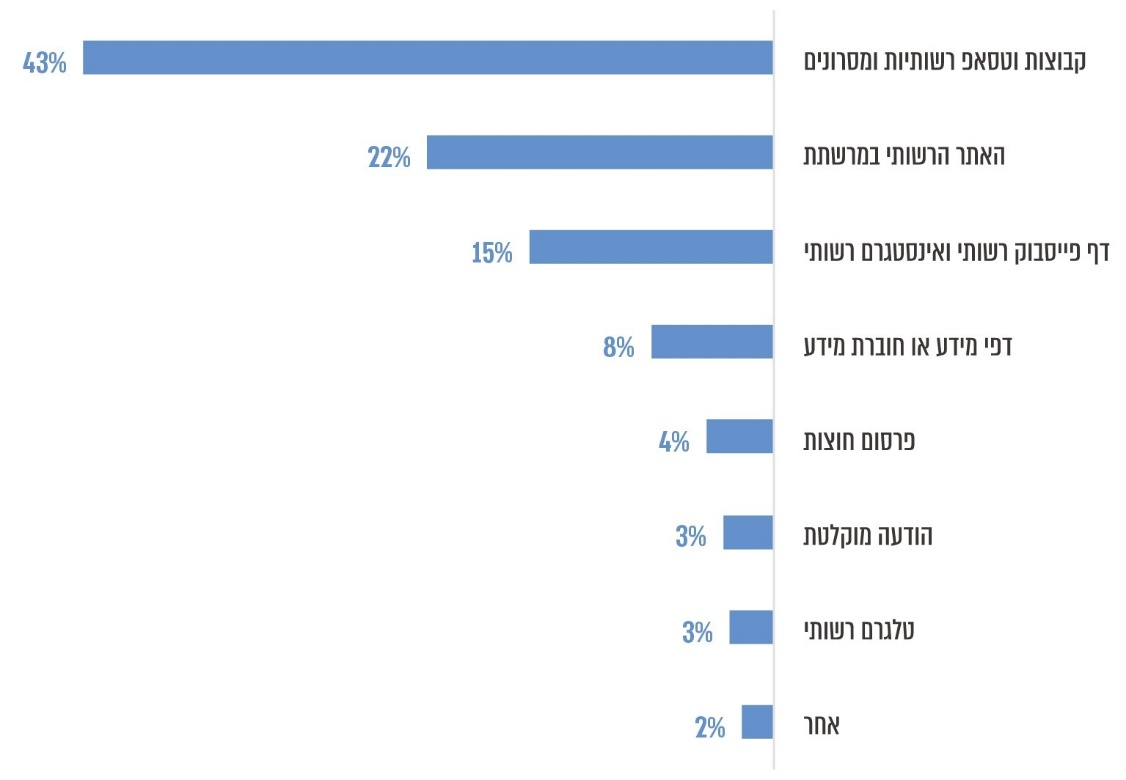 קבוצות וטסאפ רשותיות ומסרונים 43%
האתר הרשותי במרשתת 22%
דף פייסבוק רשותי ואינסטגרם רשותי 15%
דפי מידע או חוברת מידע 8%
פרסום חוצות 4%
הודעה מוקלטת 3%
טלגרם רשותי 3%
אחר 2%